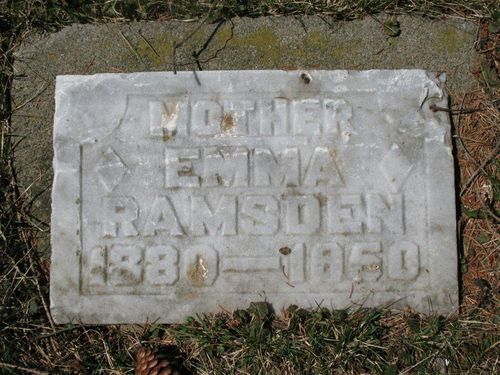 MOTHER
EMMA
RAMSDEN
1880—1950